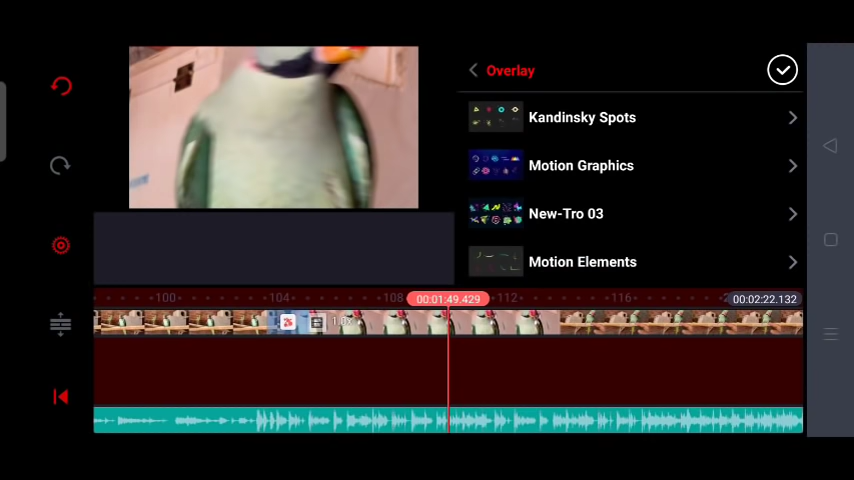 Overlay
Kandinsky Spots
Motion Graphics
New-Tro 03
Motion Elements
100 104 108 00:01:49.429 112 116 00:02:22.132
1.0x